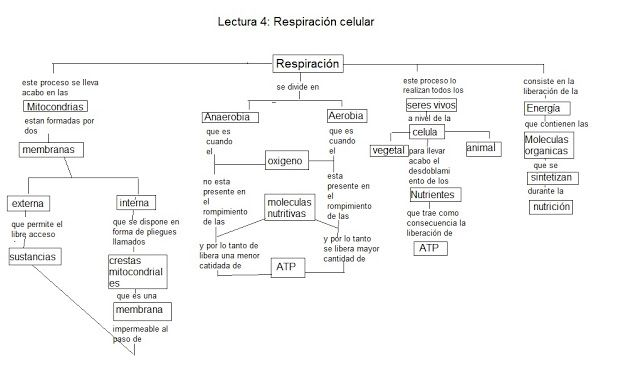 Lectura 4: Respiración celular
Respiración
este proceso se lleva
acabo en las
Mitocondrias
estan formadas por
dos
membranas
externa
que permite el
libre acceso
sustancias
interna
que se dispone en
forma de pliegues
llamados
crestas
mitocondrial
es
que es una
membrana
impermeable al
paso de
se divide en
Anaerobia
que es
cuando
el
Aerobia
que es
cuando
el
oxigeno
no esta
presente en
el
rompimiento
de las
esta
presente en
el
rompimiento
de las
moleculas
nutritivas
y por lo tanto de
libera una menor
catidada de
y por lo tanto
se libera mayor
cantidad de
ATP
este proceso lo
realizan todos los
seres vivos
a nivel de la
celula
vegetal
animal
para llevar
acabo el
desdoblami
ento de los
Nutrientes
que trae como
consecuencia la
liberación de
ATP
consiste en la
liberación de la
Energía
que contienen las
Moleculas
organicas
que se
sintetizan
durante la
nutrición